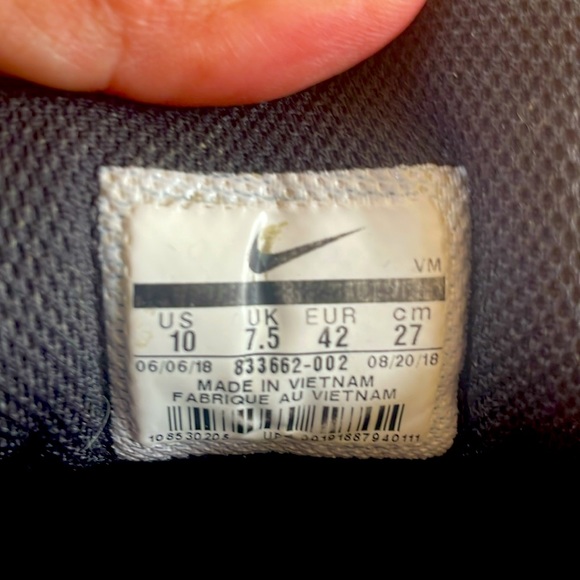 VM
US UK EUR cm
10 7.5 42 27
06/06/18 833662-002 08/20/18
MADE IN VIETNAM
FABRIQUE AU VIETNAM